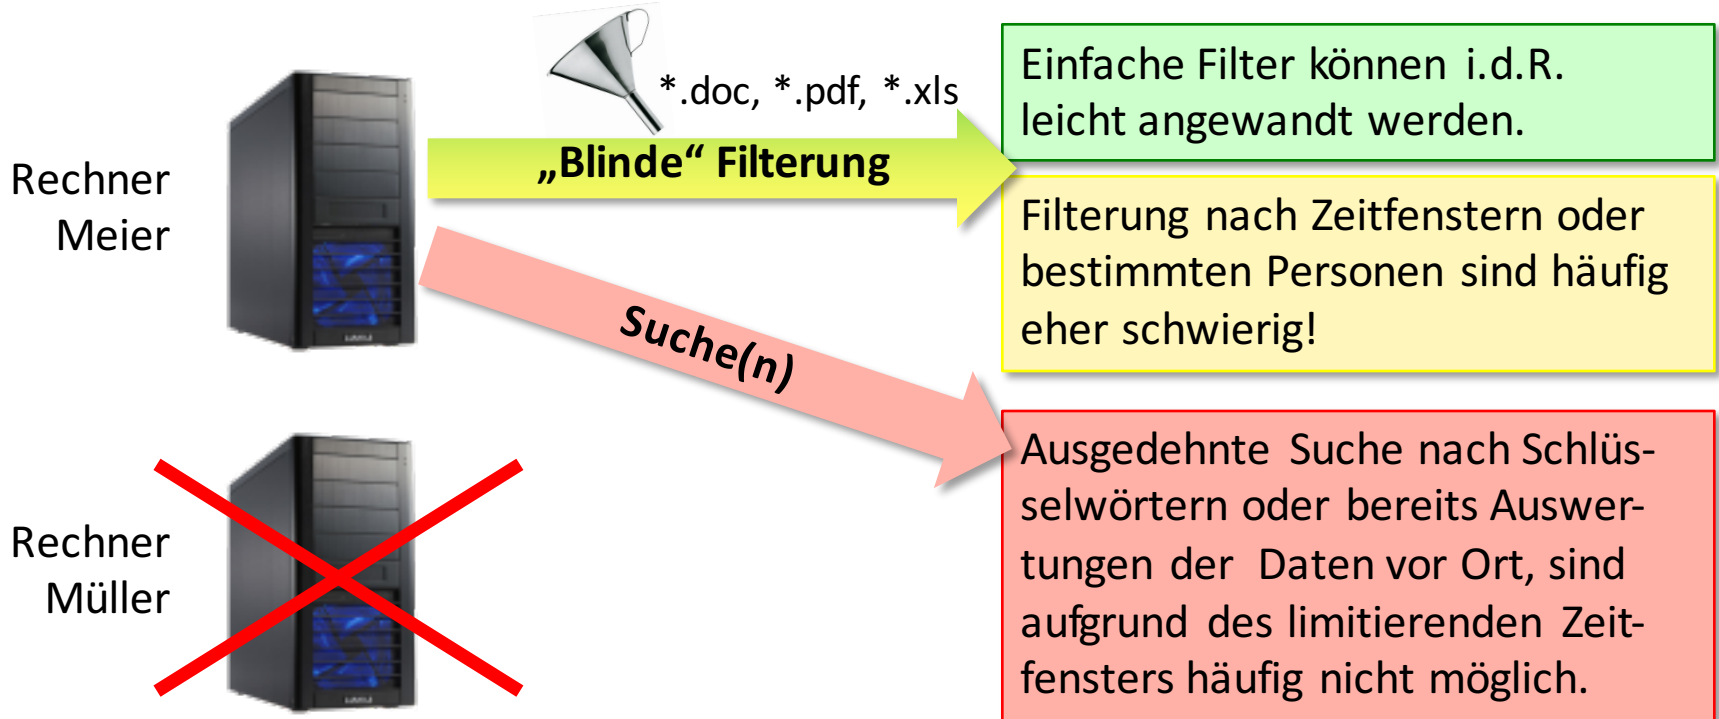 *.doc, *.pdf, *.xls
„Blinde“ Filterung
Rechner
Meier
Suche(n)
Rechner
Müller
Einfache Filter können i.d.R.
leicht angewandt werden.
Filterung nach Zeitfenstern oder
bestimmten Personen sind häufig
eher schwierig!
Ausgedehnte Suche nach Schlüs-
selwörtern oder bereits Auswer-
tungen der Daten vor Ort, sind
aufgrund des limitierenden Zeit-
fensters häufig nicht möglich.